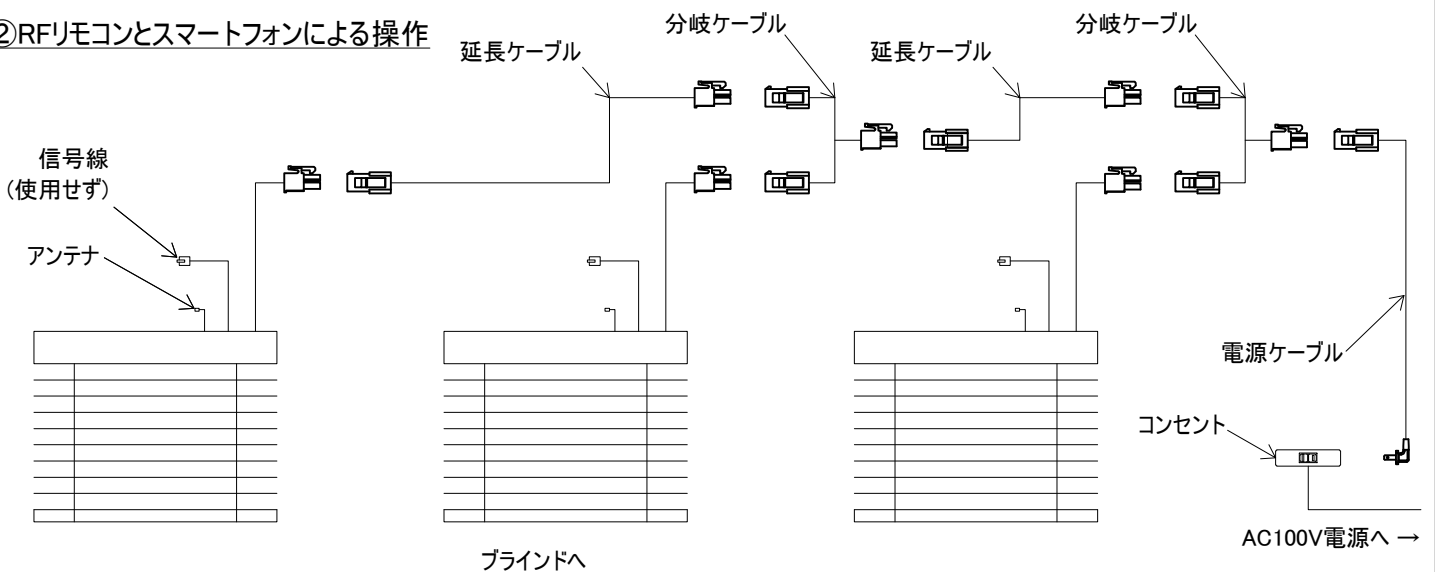 ②RFリモコンとスマートフォンによる操作
延長ケーブル
分岐ケーブル
延長ケーブル
分岐ケーブル
信号線
(使用せず)
アンテナ
電源ケーブル
コンセント
AC100V電源へ →
ブラインドへ